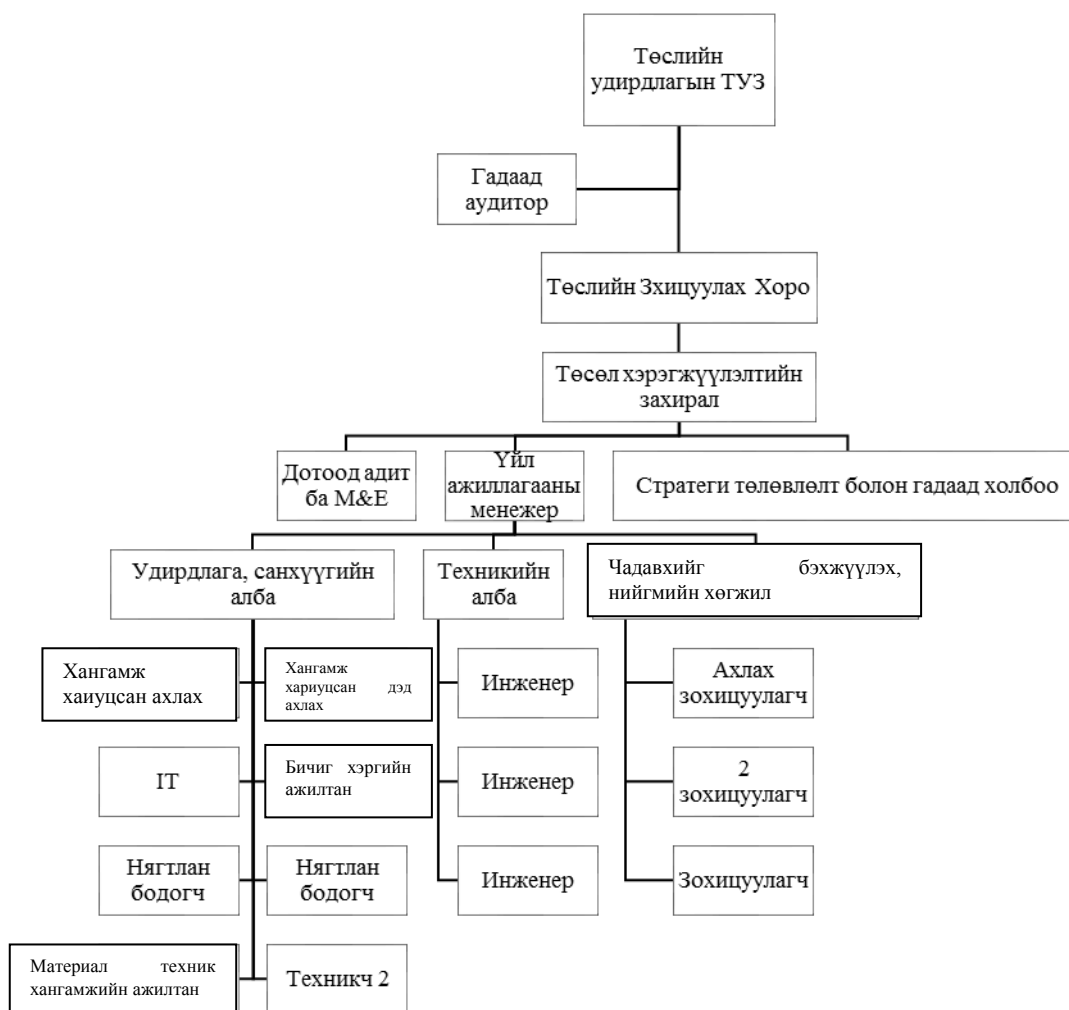 Төслийн
удирдлагын ТУЗ
Гадаад
аудитор
Төслийн Зхицуулах Хоро
Төсөл хэрэгжүүлэлтийн
захирал
Дотоод адит
ба M&E
Үйл
ажиллагааны
менежер
Стратеги төлөвлөлт болон гадаад холбоо
Удирдлага, санхүүгийн
алба
Техникийн
алба
Чадавхийг бэхжүүлэх,
нийгмийн хөгжил
Хангамж
хаиуцсан ахлах
Хангамж
хариуцсан дэд
ахлах
Инженер
Ахлах
зохицуулагч
IT
Бичиг хэргийн
ажилтан
Инженер
2
зохицуулагч
Нягтлан
бодогч
Нягтлан
бодогч
Инженер
Зохицуулагч
Материал техник
хангамжийн ажилтан
Техникч 2